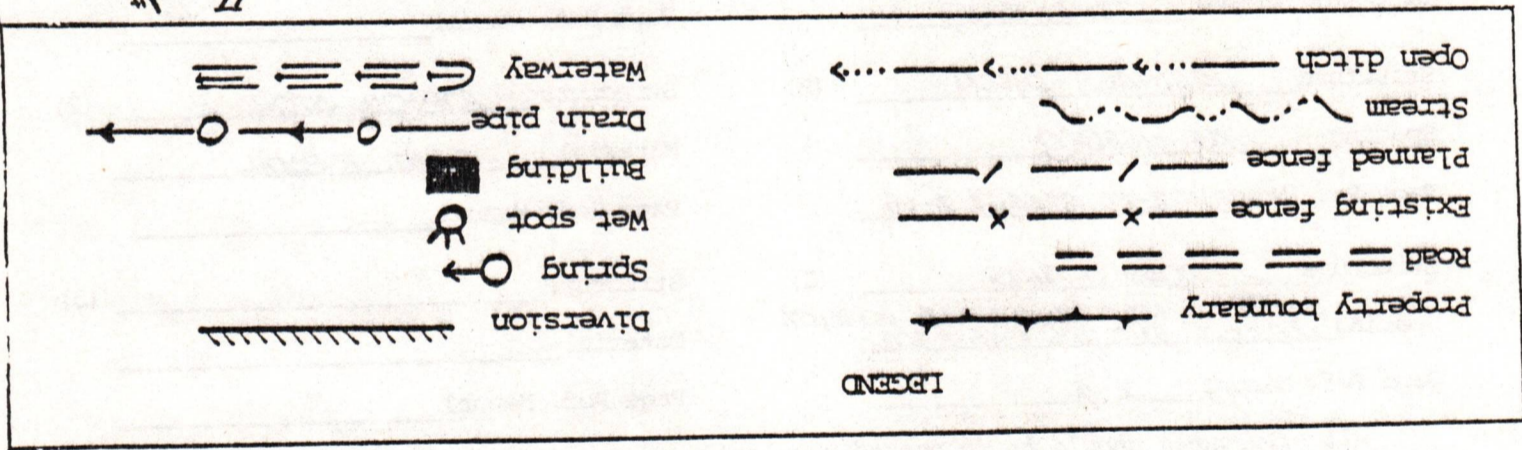 LEGEND
Property boundary
Road
Existing fence
Planned fence
Stream
Open ditch
Diversion
Spring
Wet spot
Building
Drain pipe
Waterway